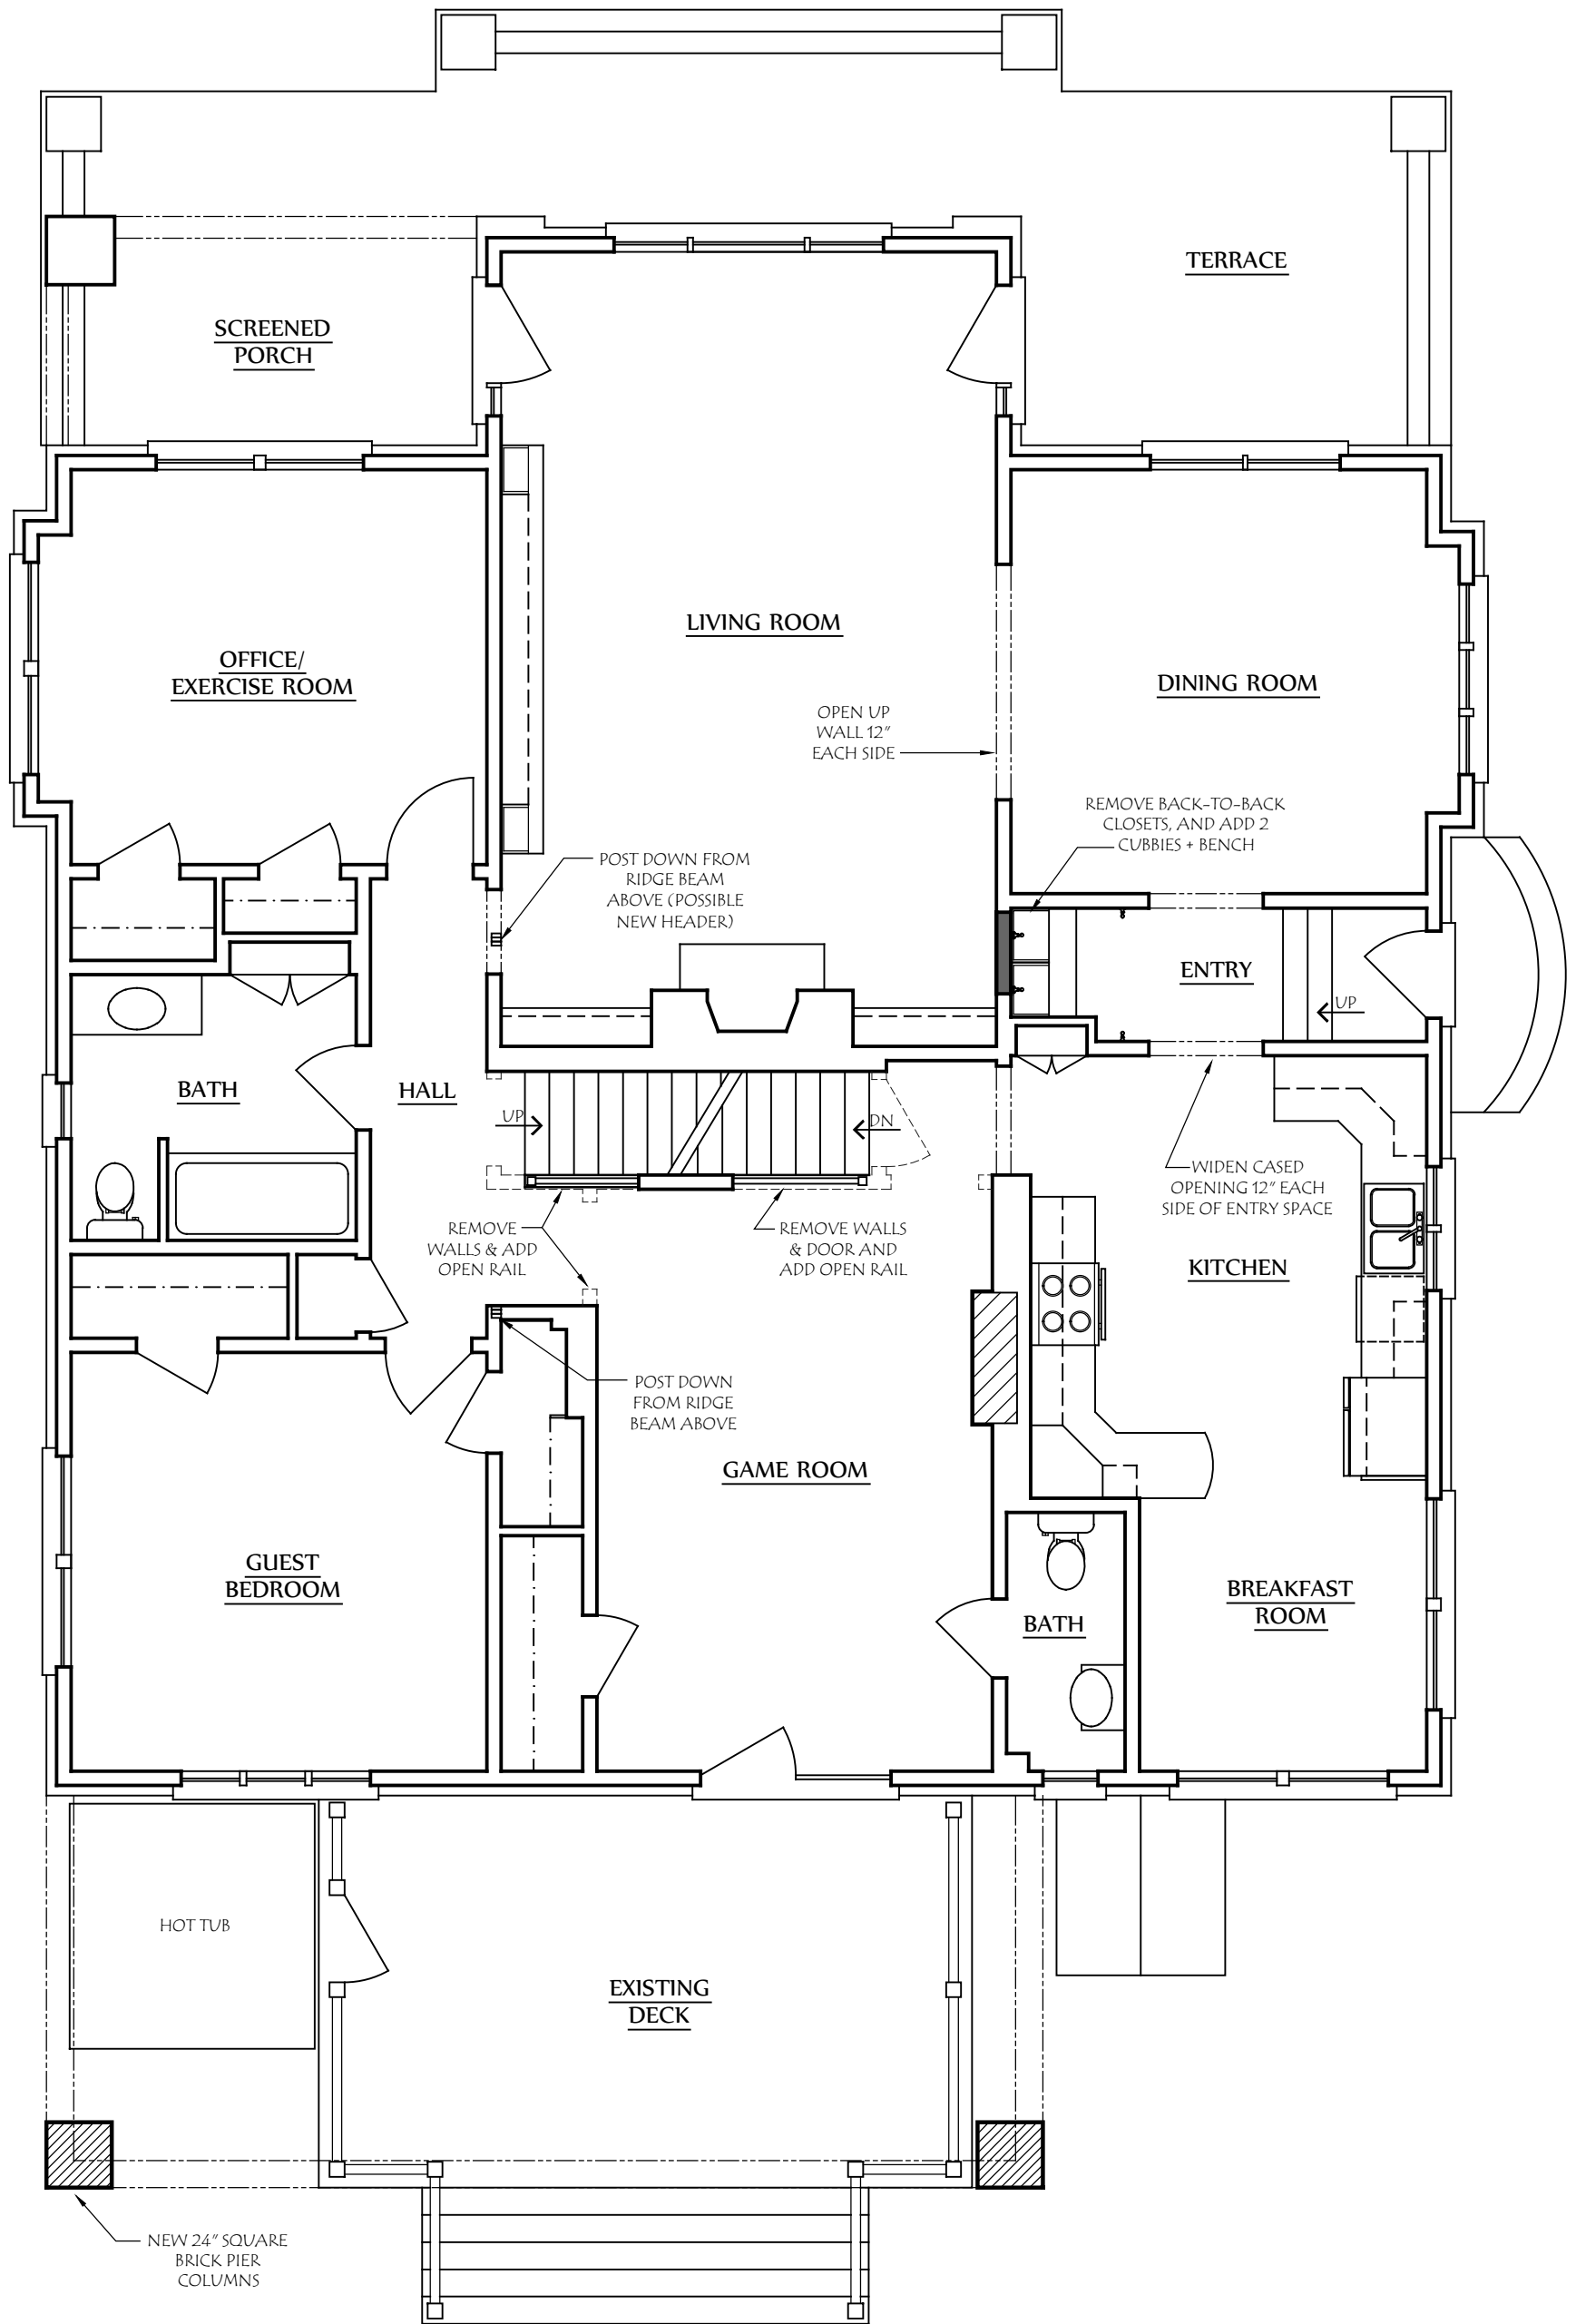 TERRACE
SCREENED
PORCH
LIVING ROOM
OFFICE/
EXERCISE ROOM
DINING ROOM
OPEN UP
WALL 12"
EACH SIDE
REMOVE BACK-TO-BACK
CLOSETS, AND ADD 2
CUBBIES + BENCH
POST DOWN FROM
RIDGE BEAM
ABOVE (POSSIBLE
NEW HEADER)
ENTRY
UP
BATH
HALL
UP
DN
WIDEN CASED
OPENING 12" EACH
SIDE OF ENTRY SPACE
REMOVE
WALLS & ADD
OPEN RAIL
REMOVE WALLS
& DOOR AND
ADD OPEN RAIL
KITCHEN
POST DOWN
FROM RIDGE
BEAM ABOVE
GAME ROOM
GUEST
BEDROOM
BREAKFAST
ROOM
BATH
HOT TUB
EXISTING
DECK
NEW 24" SQUARE
BRICK PIER
COLUMNS